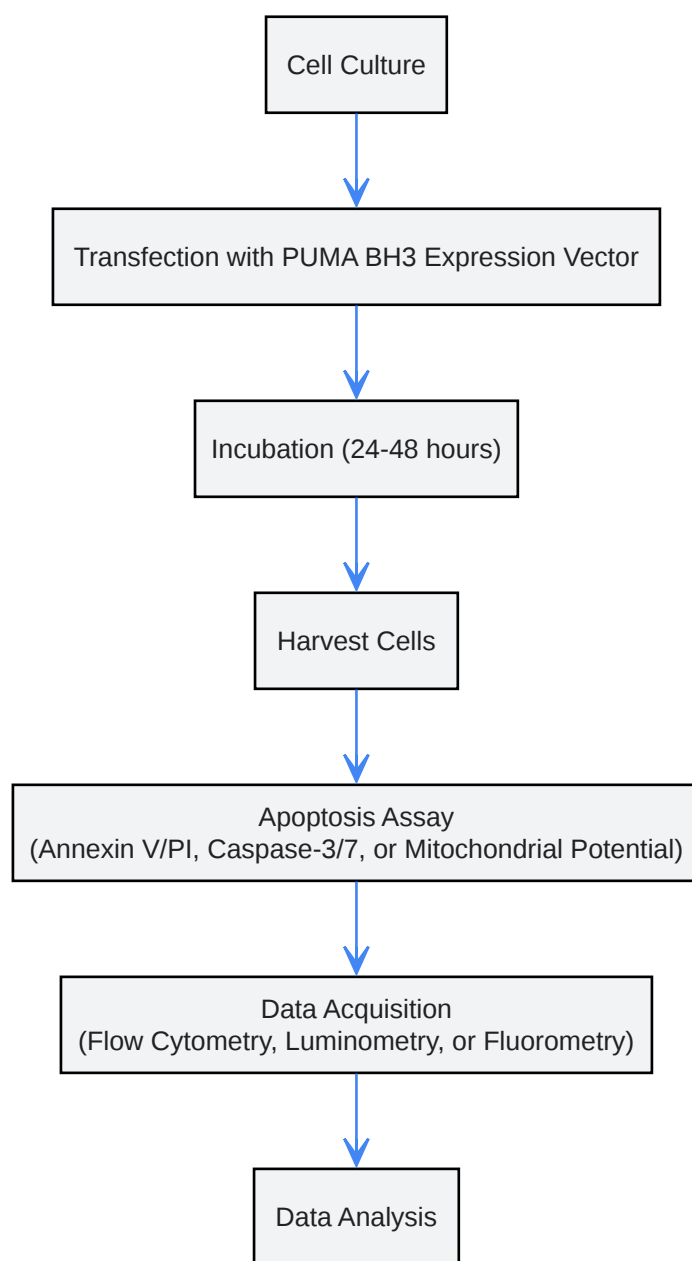 Cell Culture
Transfection with PUMA BH3 Expression Vector
Incubation (24-48 hours)
Harvest Cells
Apoptosis Assay
(Annexin V/PI, Caspase-3/7, or Mitochondrial Potential)
Data Acquisition
(Flow Cytometry, Luminometry, or Fluorometry)
Data Analysis